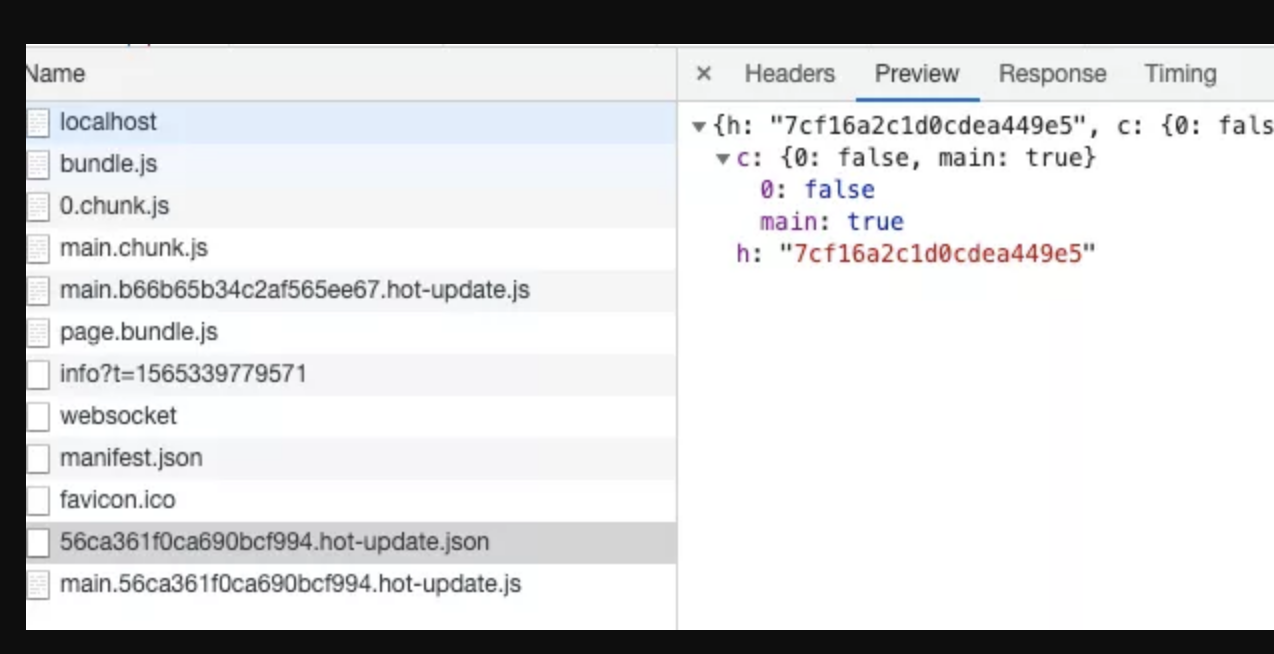 Name
localhost
bundle.js
0.chunk.js
main.chunk.js
main.b66b65b34c2af565ee67.hot-update.js
page.bundle.js
info?t=1565339779571
websocket
manifest.json
favicon.ico
56ca361f0ca690bcf994.hot-update.json
main.56ca361f0ca690bcf994.hot-update.js
× Headers Preview Response Timing
▼{h: "7cf16a2c1d0cdea449e5", c: {0: fals
▼c: {0: false, main: true}
0: false
main: true
h: "7cf16a2c1d0cdea449e5"